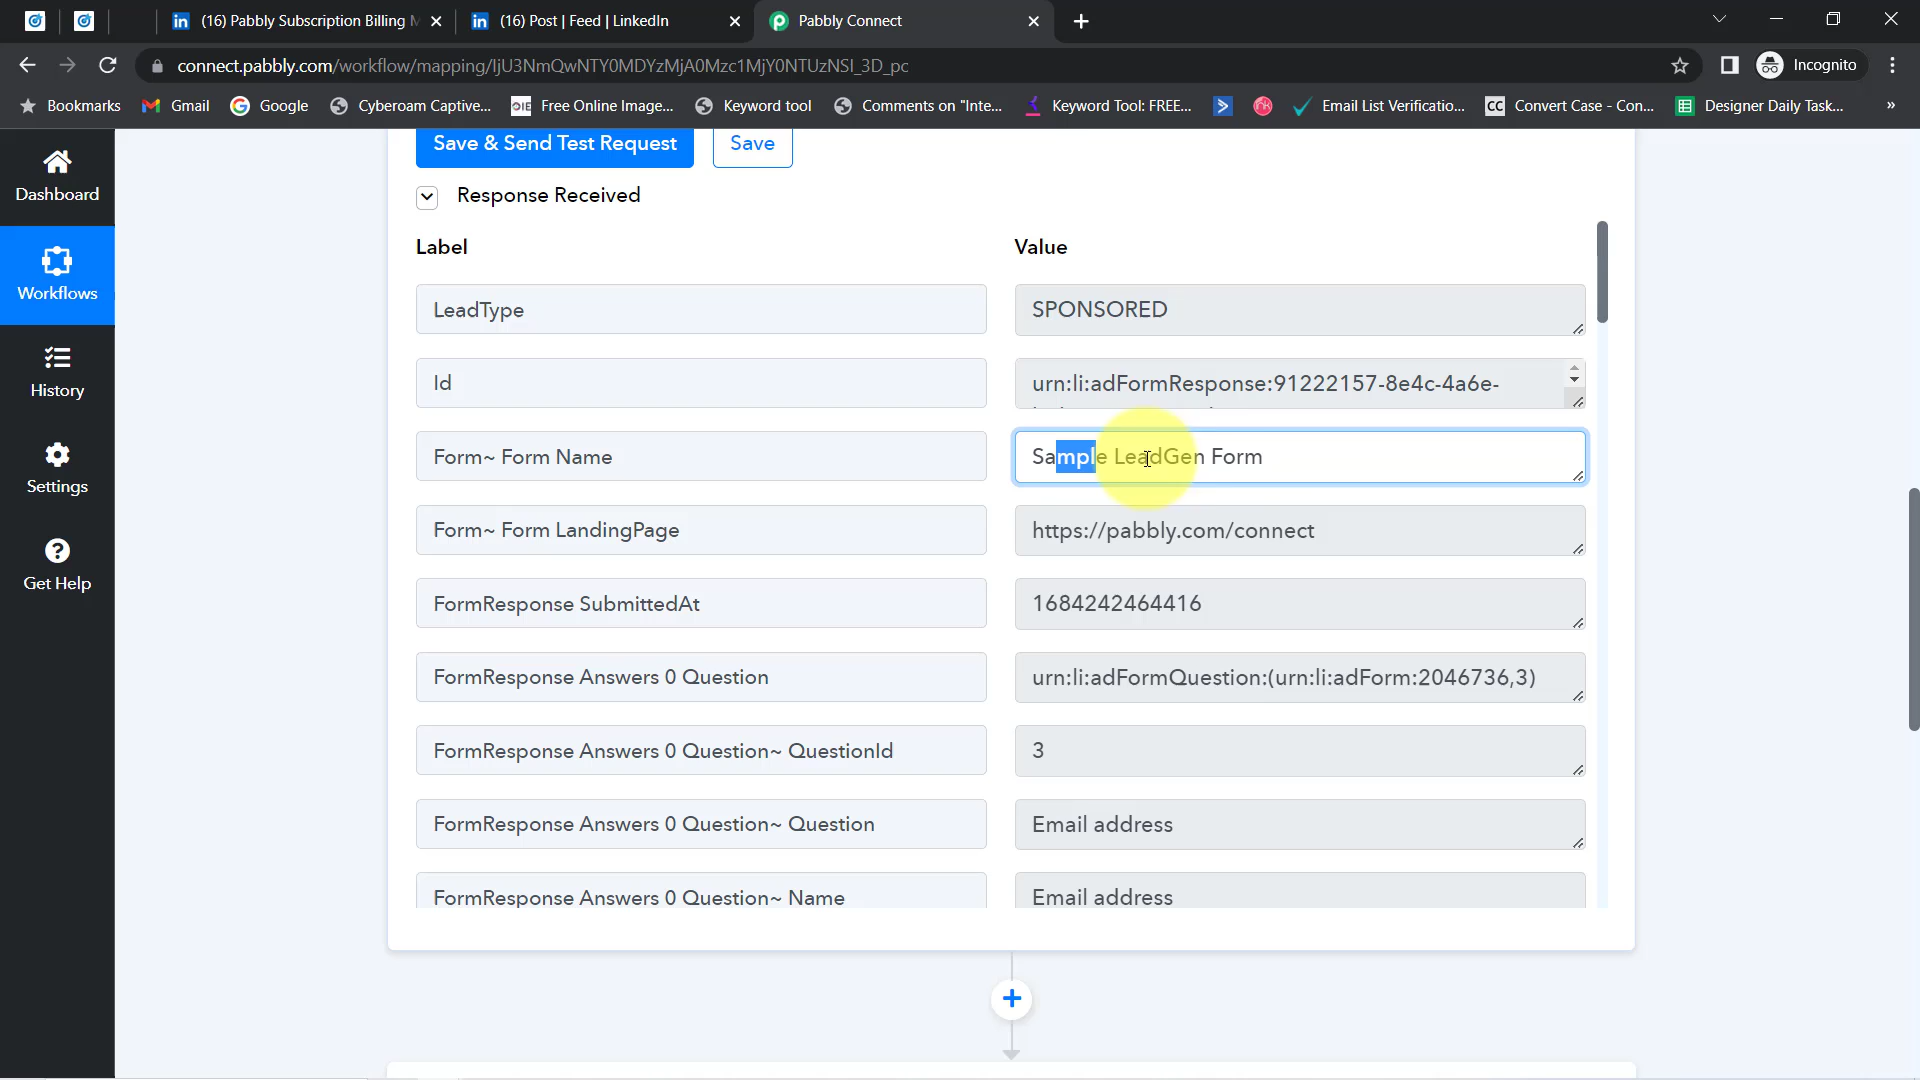 (16) Pabbly Subscription Billing M
(16) Post | Feed | LinkedIn
Pabbly Connect
connect.pabbly.com/workflow/mapping/IjU3NmQwNTY0MDYzMjA0Mzc1MjY0NTUzNSI_3D_pc
Incognito
Bookmarks
Gmail
Google
Cyberoam Captive...
Free Online Image...
Keyword tool
Comments on "Inte...
Keyword Tool: FREE...
Email List Verificatio...
Convert Case - Con...
Designer Daily Task...
»
Dashboard
Workflows
History
Settings
Get Help
Save & Send Test Request
Save
Response Received
Label
Value
LeadType
SPONSORED
Id
urn:li:adFormResponse:91222157-8e4c-4a6e-
Form~ Form Name
Sample LeadGen Form
Form~ Form LandingPage
https://pabbly.com/connect
FormResponse SubmittedAt
1684242464416
FormResponse Answers 0 Question
urn:li:adFormQuestion:(urn:li:adForm:2046736,3)
FormResponse Answers 0 Question~ QuestionId
3
FormResponse Answers 0 Question~ Question
Email address
FormResponse Answers 0 Question~ Name
Email address